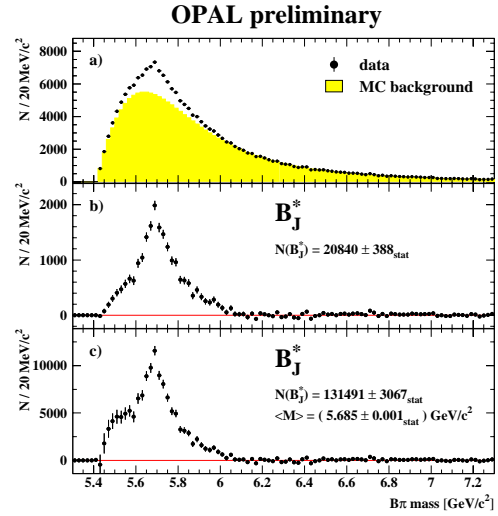 OPAL preliminary
N / 20 MeV/c²
8000
6000
4000
2000
0
a)
data
MC background
N / 20 MeV/c²
2000
1000
0
b)
B*J
N(B*J) = 20840 ± 388stat
N / 20 MeV/c²
10000
5000
0
c)
B*J
N(B*J) = 131491 ± 3067stat
<M> = ( 5.685 ± 0.001stat ) GeV/c²
5.4 5.6 5.8 6 6.2 6.4 6.6 6.8 7 7.2
Bπ mass [GeV/c²]